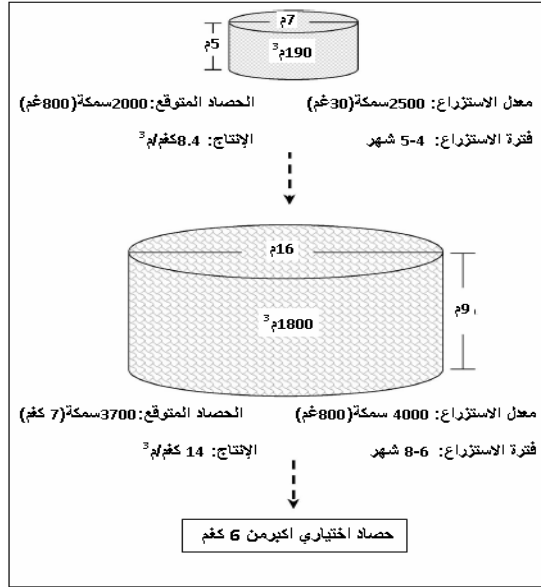 7م
5م
190م³
معدل الاستزراع: 2500سمكة(30غم) الحصاد المتوقع:2000سمكة(800غم)
فترة الاستزراع: 4-5 شهر الإنتاج: 8.4كغم/م³
16م
9م
1800م³
معدل الاستزراع: 4000 سمكة(800غم) الحصاد المتوقع:3700سمكة(7 كغم)
فترة الاستزراع: 6-8 شهر الإنتاج: 14 كغم/م³
حصاد اختياري اكبرمن 6 كغم